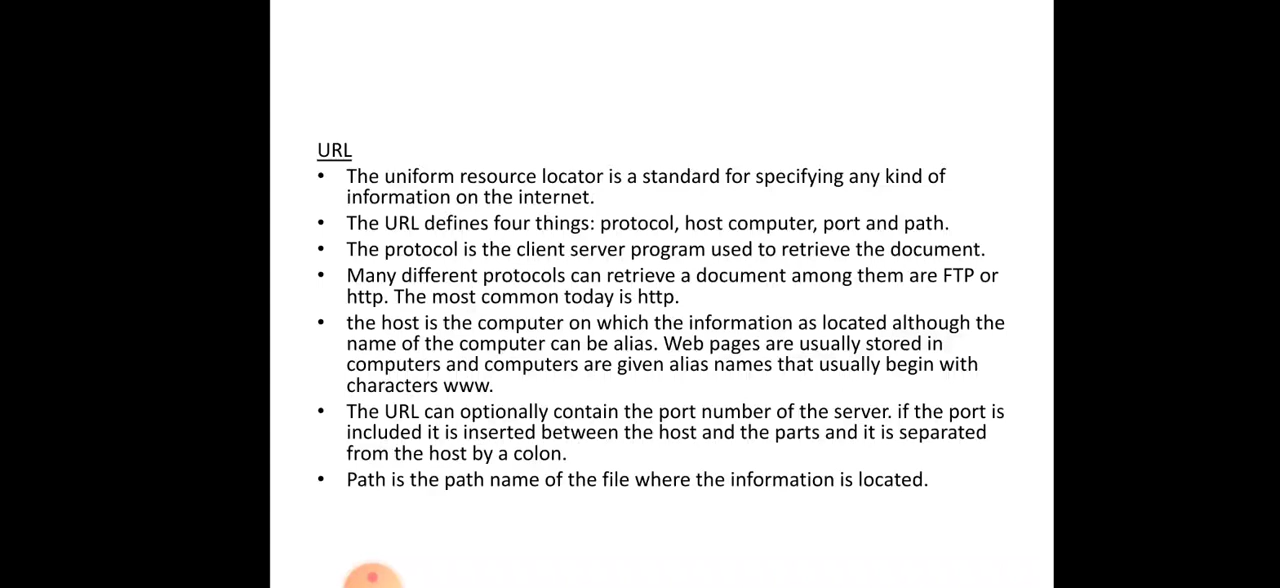 URL
• The uniform resource locator is a standard for specifying any kind of
information on the internet.
• The URL defines four things: protocol, host computer, port and path.
• The protocol is the client server program used to retrieve the document.
• Many different protocols can retrieve a document among them are FTP or
http. The most common today is http.
• the host is the computer on which the information as located although the
name of the computer can be alias. Web pages are usually stored in
computers and computers are given alias names that usually begin with
characters www.
• The URL can optionally contain the port number of the server. if the port is
included it is inserted between the host and the parts and it is separated
from the host by a colon.
• Path is the path name of the file where the information is located.